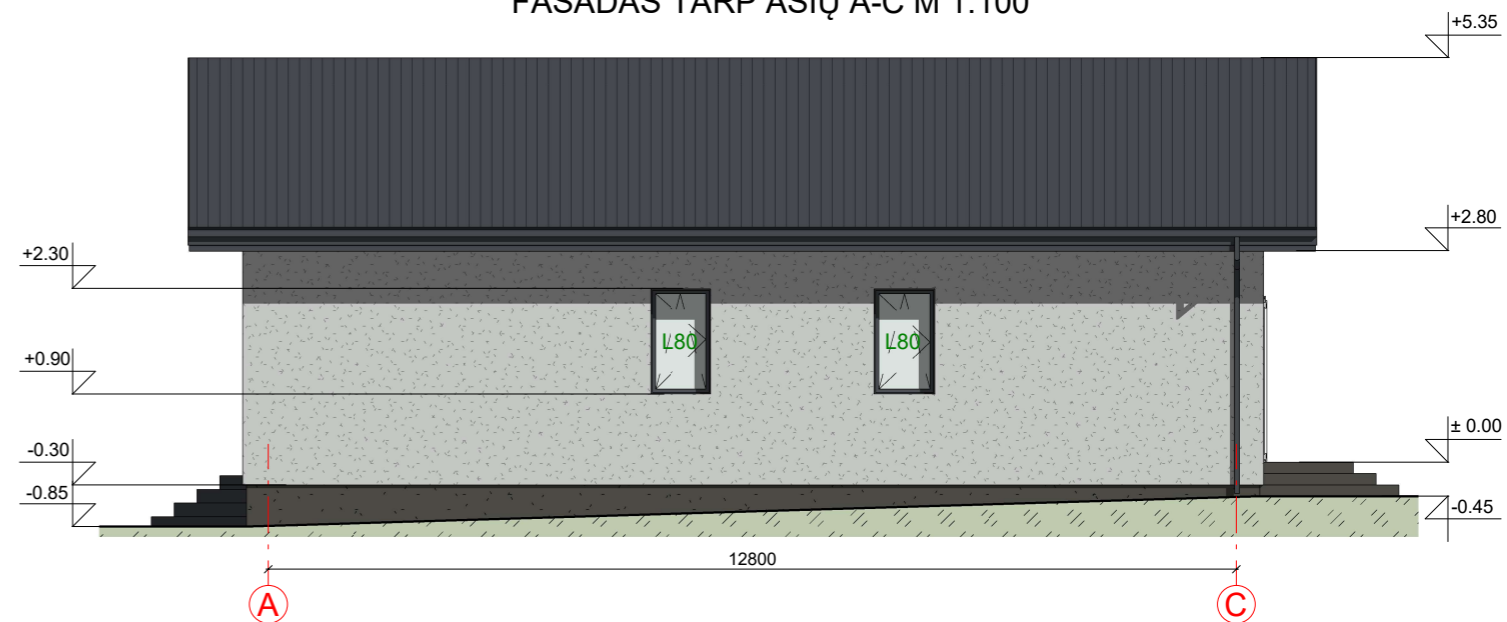 FASADAS TARP AŠIŲ A-C M 1:100
+5.35
+2.80
+2.30
L80
L80
+0.90
± 0.00
-0.30
-0.85
-0.45
12800
A
C